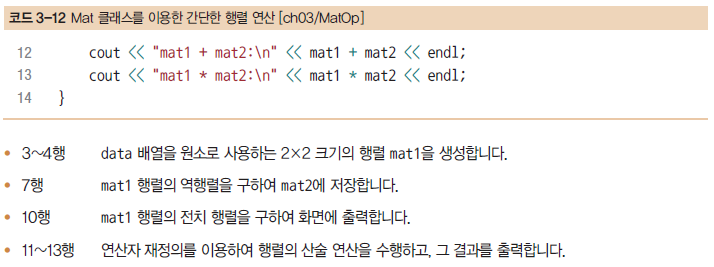 코드 3-12 Mat 클래스를 이용한 간단한 행렬 연산 [ch03/MatOp]
12 cout << "mat1 + mat2:\n" << mat1 + mat2 << endl;
13 cout << "mat1 * mat2:\n" << mat1 * mat2 << endl;
14 }
• 3~4행 data 배열을 원소로 사용하는 2×2 크기의 행렬 mat1을 생성합니다.
• 7행 mat1 행렬의 역행렬을 구하여 mat2에 저장합니다.
• 10행 mat1 행렬의 전치 행렬을 구하여 화면에 출력합니다.
• 11~13행 연산자 재정의를 이용하여 행렬의 산술 연산을 수행하고, 그 결과를 출력합니다.